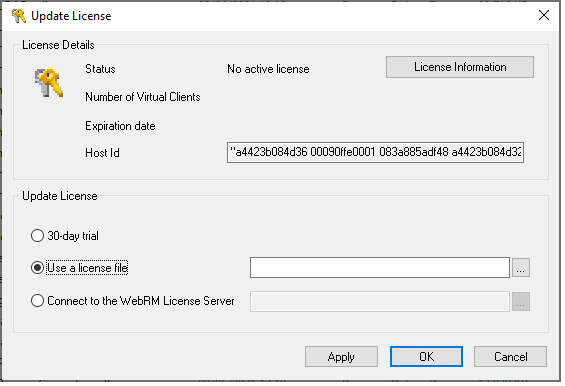 Update License
License Details
Status No active license License Information
Number of Virtual Clients
Expiration date
Host Id "a4423b084d36 00090ffe0001 083a885adf48 a4423b084d32
Update License
30-day trial
Use a license file ...
Connect to the WebRM License Server ...
Apply OK Cancel